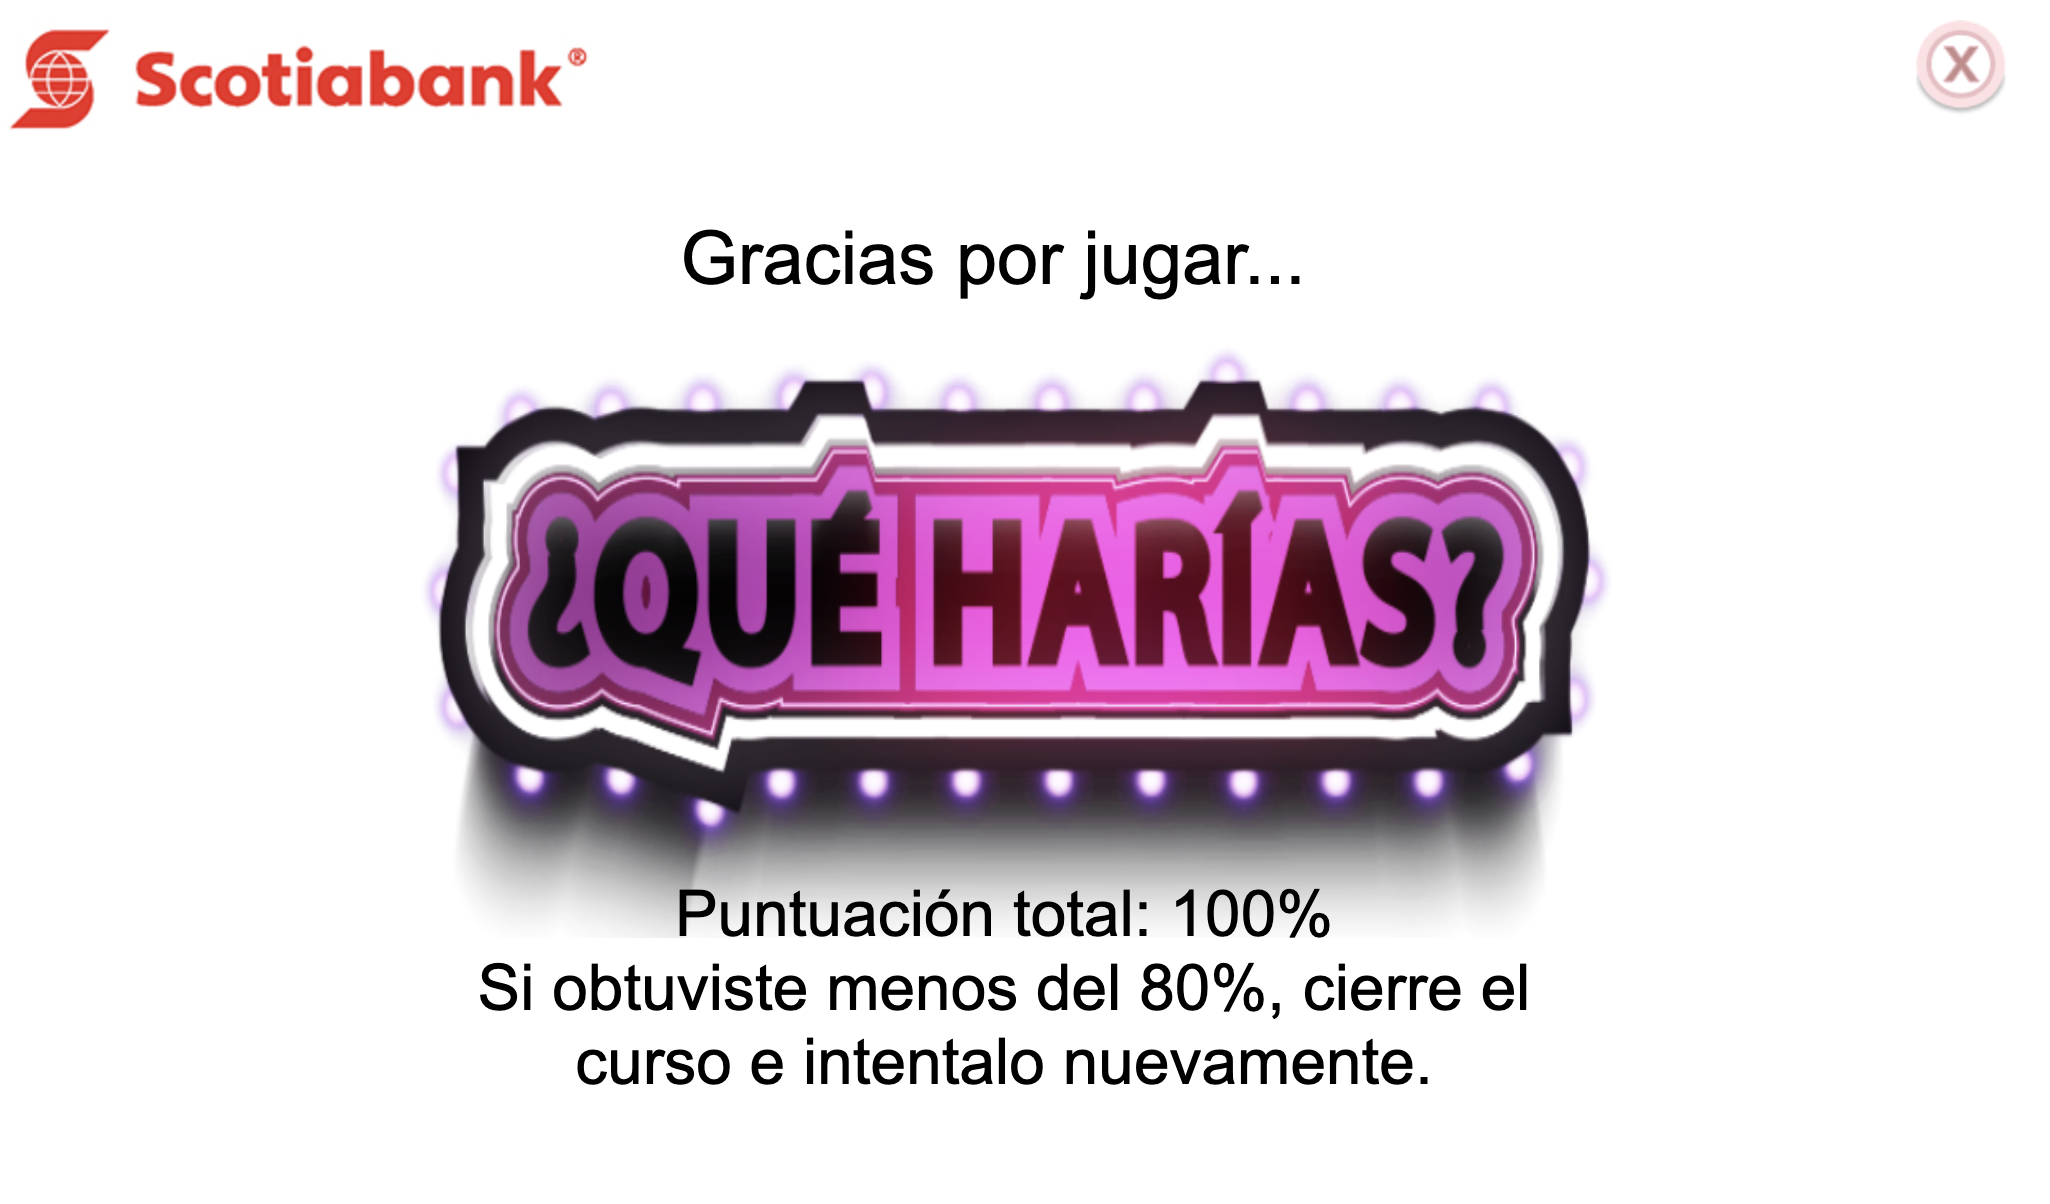 Scotiabank®
X
Gracias por jugar...
¿QUÉ HARÍAS?
Puntuación total: 100%
Si obtuviste menos del 80%, cierre el
curso e intentalo nuevamente.